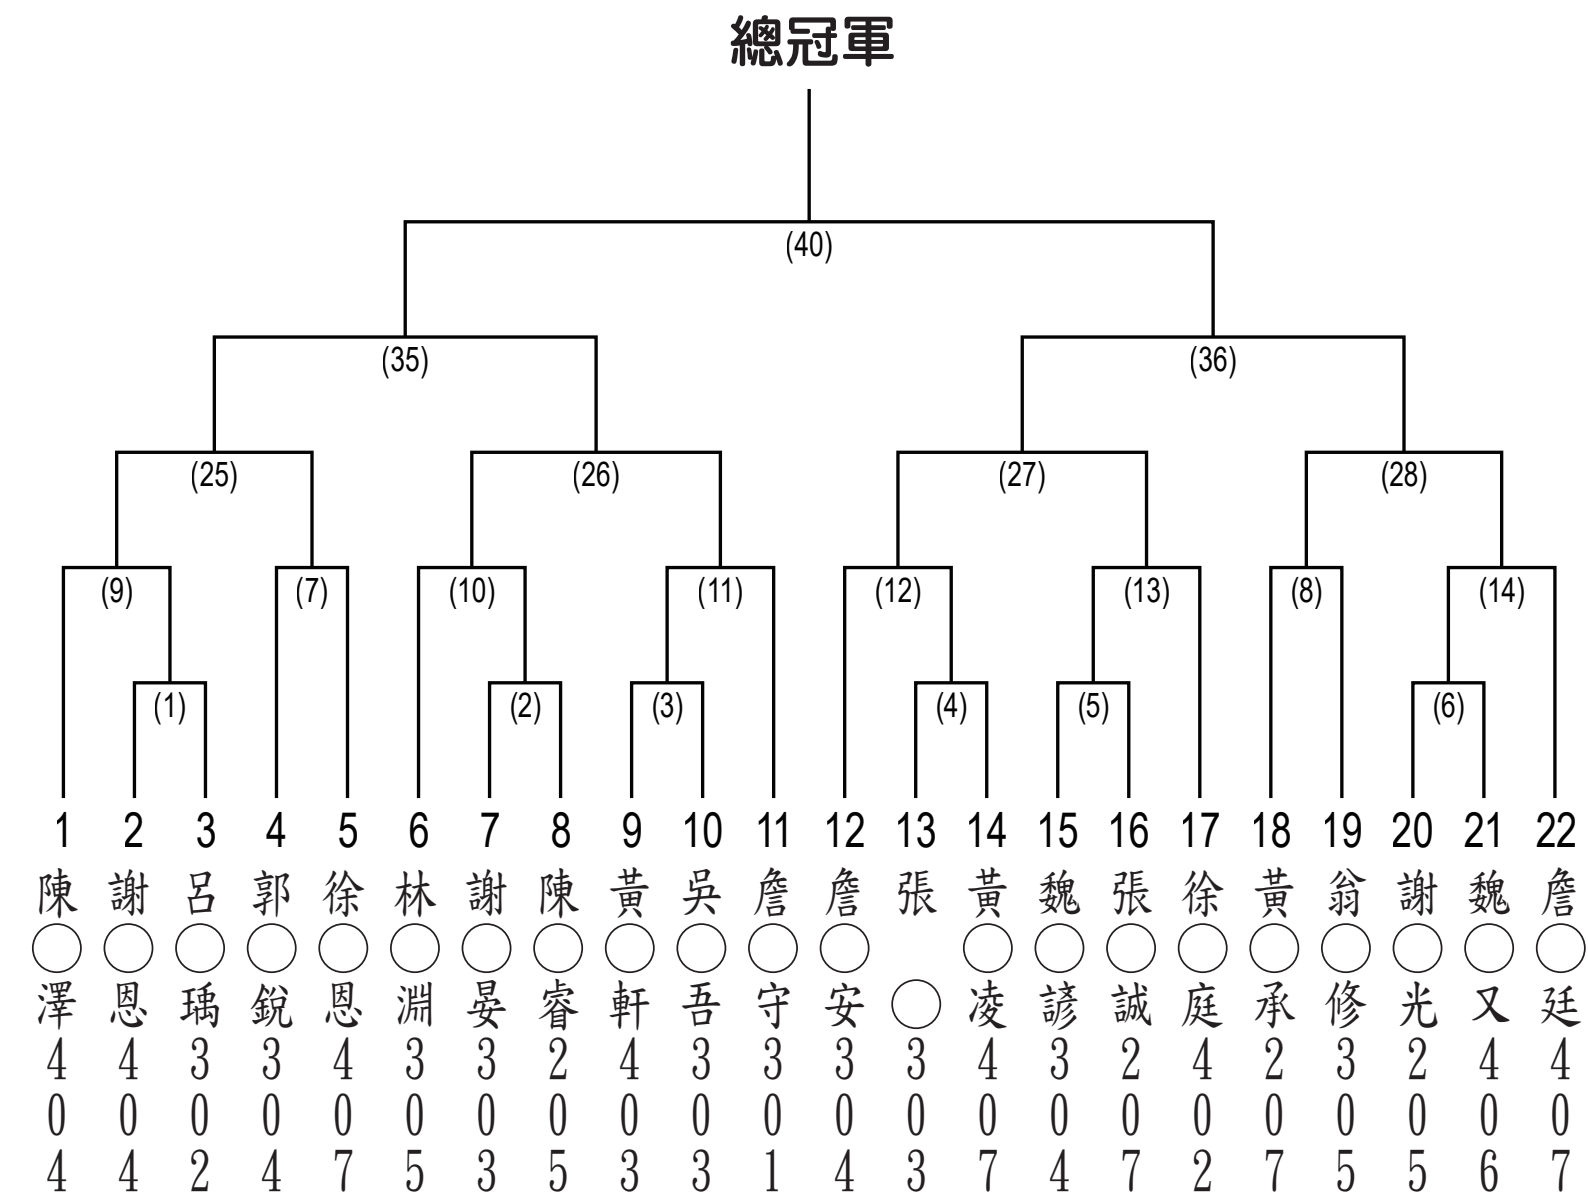 總冠軍
(40)
(35) (36)
(25) (26) (27) (28)
(9) (7) (10) (11) (12) (13) (8) (14)
(1) (2) (3) (4) (5) (6)
1 2 3 4 5 6 7 8 9 10 11 12 13 14 15 16 17 18 19 20 21 22
陳○澤404
謝○恩404
呂○瑀302
郭○銳304
徐○恩407
林○淵305
謝○晏303
陳○睿205
黃○軒403
吳○吾303
詹○守301
詹○安304
張○303
黃○凌407
魏○諺304
張○誠207
徐○庭402
黃○承207
翁○修305
謝○光205
魏○又406
詹○廷407